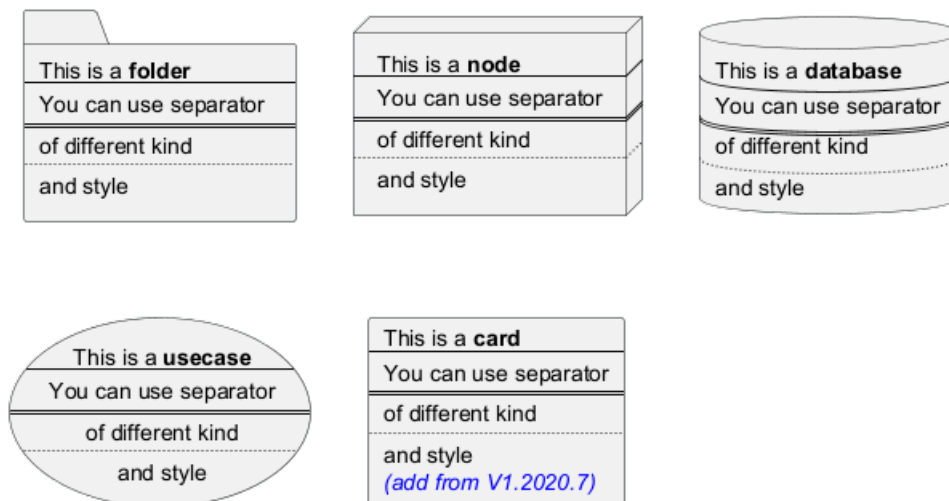 This is a folder
You can use separator
of different kind
and style
This is a node
You can use separator
of different kind
and style
This is a database
You can use separator
of different kind
and style
This is a usecase
You can use separator
of different kind
and style
This is a card
You can use separator
of different kind
and style
(add from V1.2020.7)